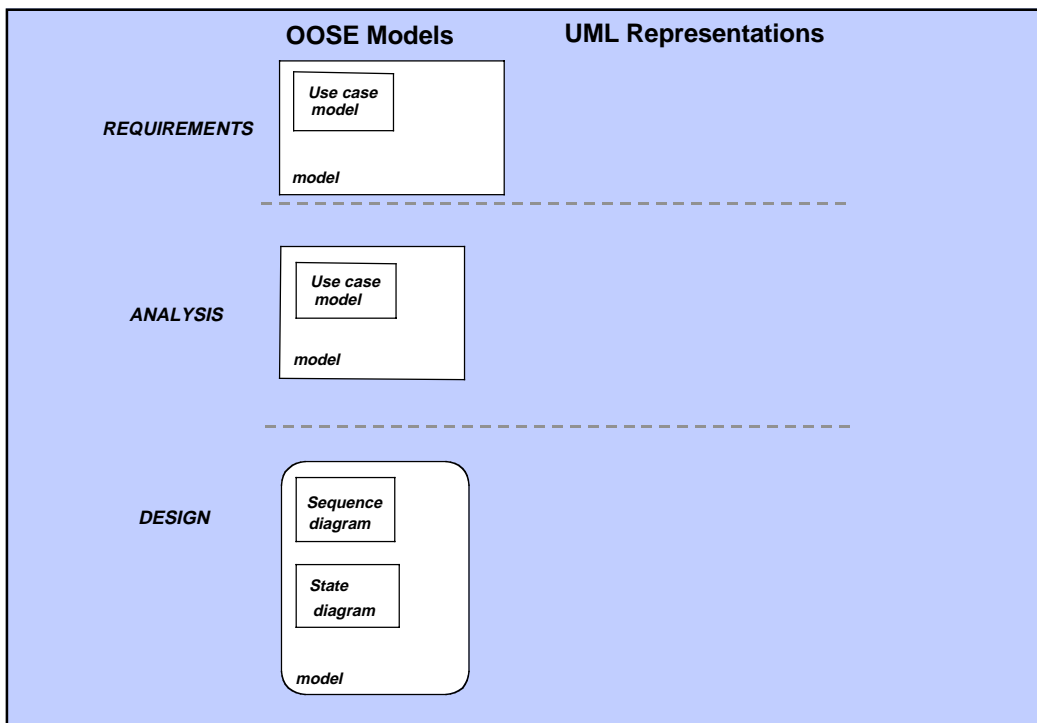 OOSE Models
UML Representations
REQUIREMENTS
Use case
model
model
ANALYSIS
Use case
model
model
DESIGN
Sequence
diagram
State
diagram
model